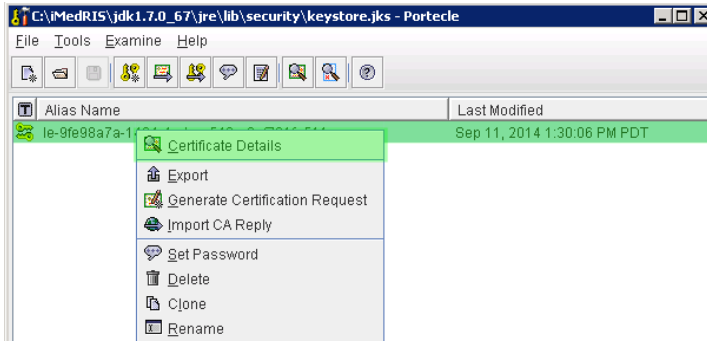 C:\iMedRIS\jdk1.7.0_67\jre\lib\security\keystore.jks - Portecle
File Tools Examine Help
T Alias Name Last Modified
Sep 11, 2014 1:30:06 PM PDT
Certificate Details
Export
Generate Certification Request
Import CA Reply
Set Password
Delete
Clone
Rename